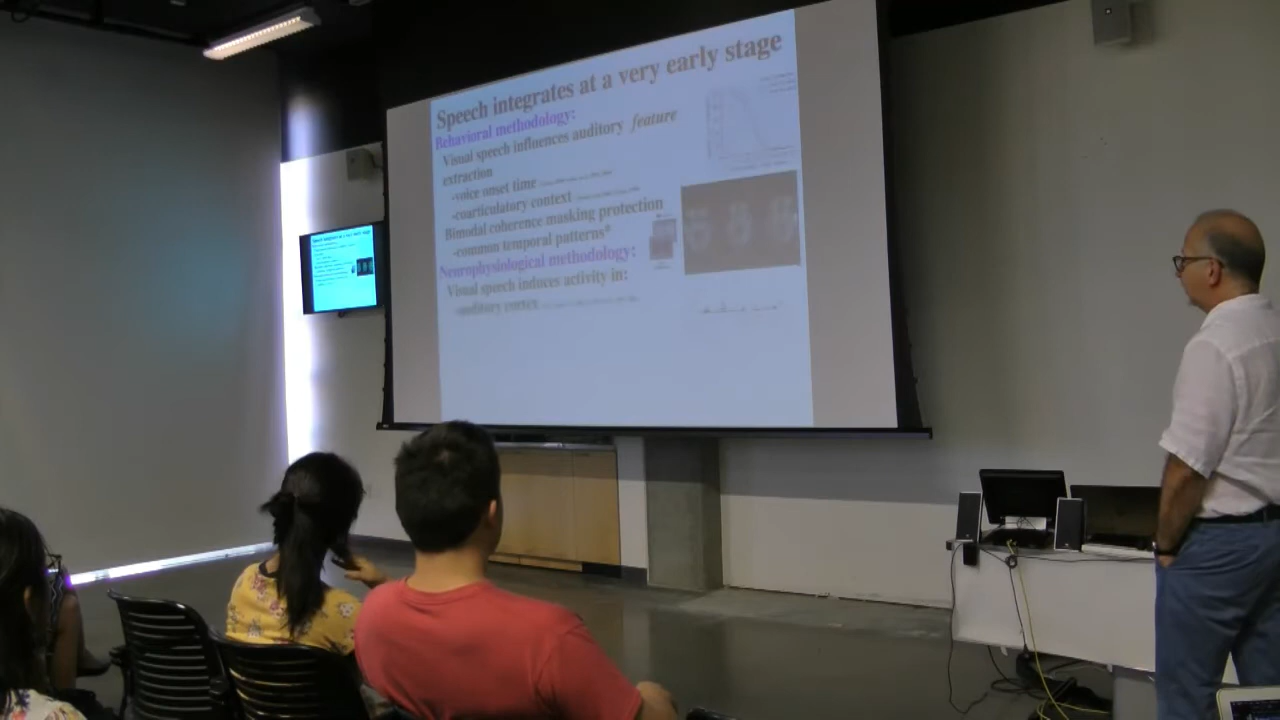 Speech integrates at a very early stage
Behavioral methodology:
Visual speech influences auditory feature
extraction
-voice onset time
-coarticulatory context
Bimodal coherence masking protection
-common temporal patterns*
Neurophysiological methodology:
Visual speech induces activity in:
-auditory cortex